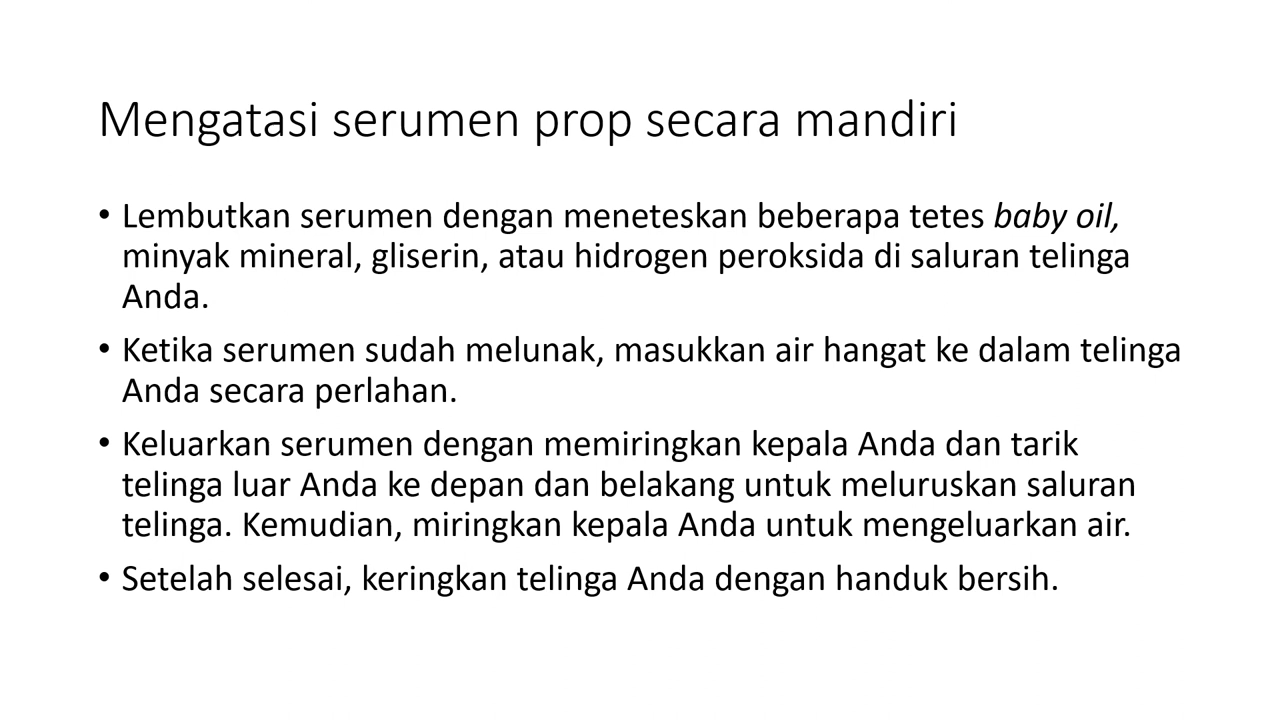 Mengatasi serumen prop secara mandiri
• Lembutkan serumen dengan meneteskan beberapa tetes baby oil,
minyak mineral, gliserin, atau hidrogen peroksida di saluran telinga
Anda.
• Ketika serumen sudah melunak, masukkan air hangat ke dalam telinga
Anda secara perlahan.
• Keluarkan serumen dengan memiringkan kepala Anda dan tarik
telinga luar Anda ke depan dan belakang untuk meluruskan saluran
telinga. Kemudian, miringkan kepala Anda untuk mengeluarkan air.
• Setelah selesai, keringkan telinga Anda dengan handuk bersih.